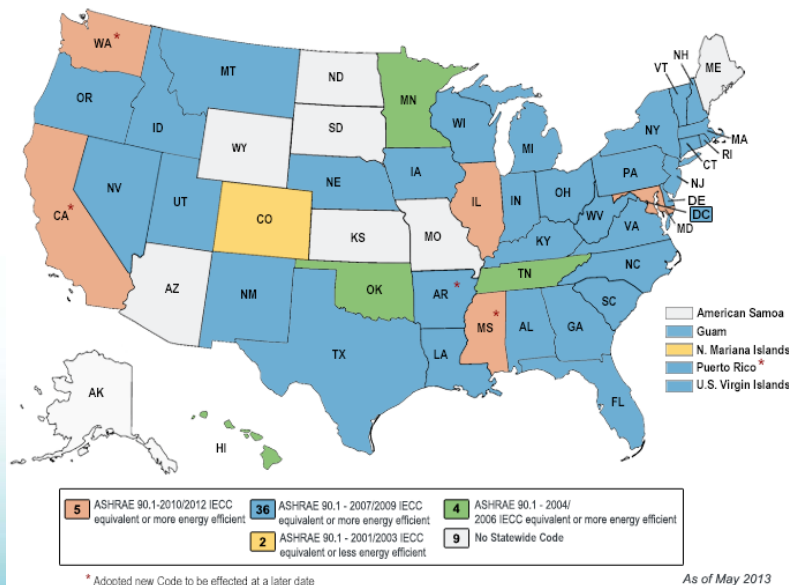 WA *
MT
ND
MN
ME
NH
VT
OR
ID
SD
WI
MI
NY
MA
RI
CT
WY
IA
PA
NJ
NV
UT
NE
IL
IN
OH
DE
DC
MD
CA *
CO
KS
MO
WV
VA
KY
AZ
NM
OK
AR *
TN
NC
SC
MS *
AL
GA
TX
LA
FL
AK
HI
American Samoa
Guam
N. Mariana Islands
Puerto Rico *
U.S. Virgin Islands
5 ASHRAE 90.1-2010/2012 IECC
equivalent or more energy efficient
36 ASHRAE 90.1 - 2007/2009 IECC
equivalent or more energy efficient
4 ASHRAE 90.1 - 2004/
2006 IECC equivalent or more energy efficient
2 ASHRAE 90.1 - 2001/2003 IECC
equivalent or less energy efficient
9 No Statewide Code
* Adopted new Code to be effected at a later date
As of May 2013